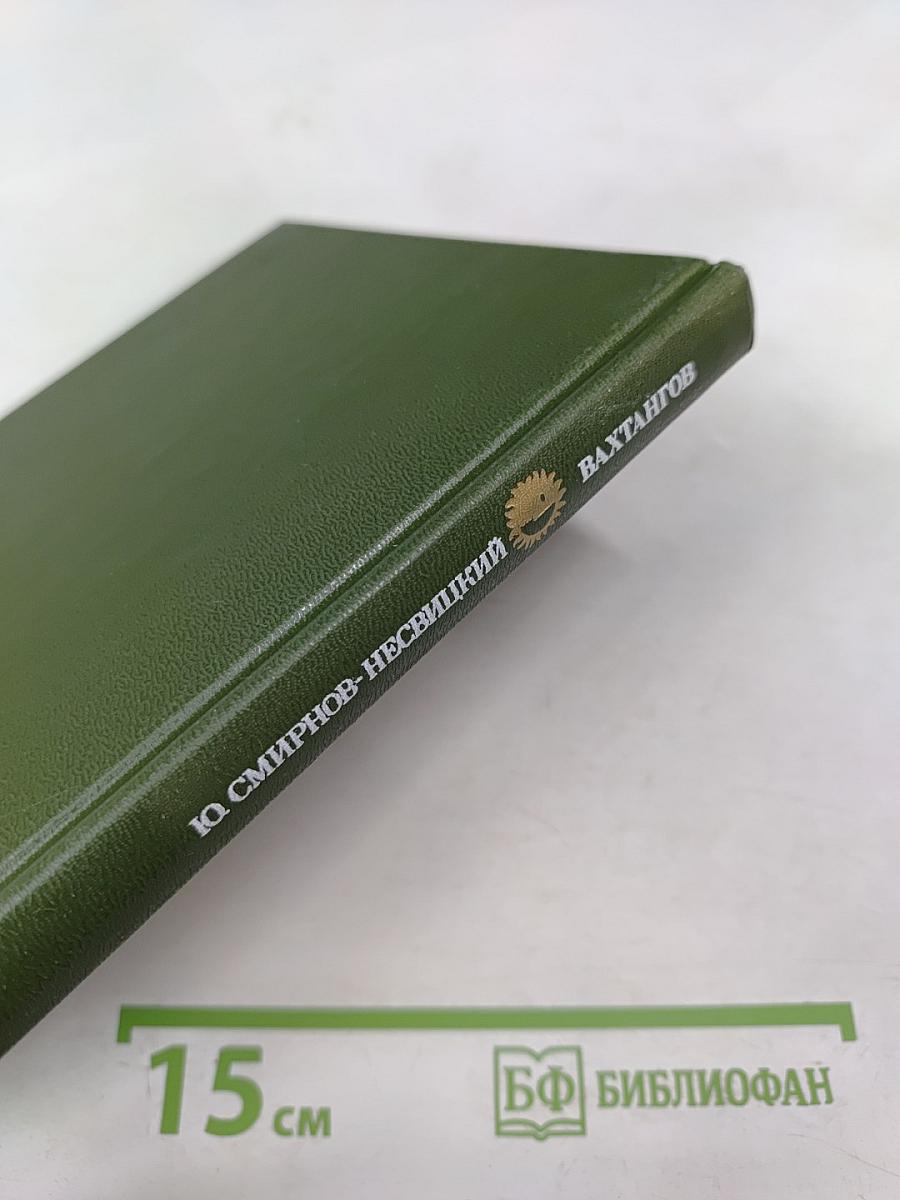 Ю. СМИРНОВ-НЕСВИЦКИЙ ВАХТАНГОВ
15 см
БФ БИБЛИОФАН